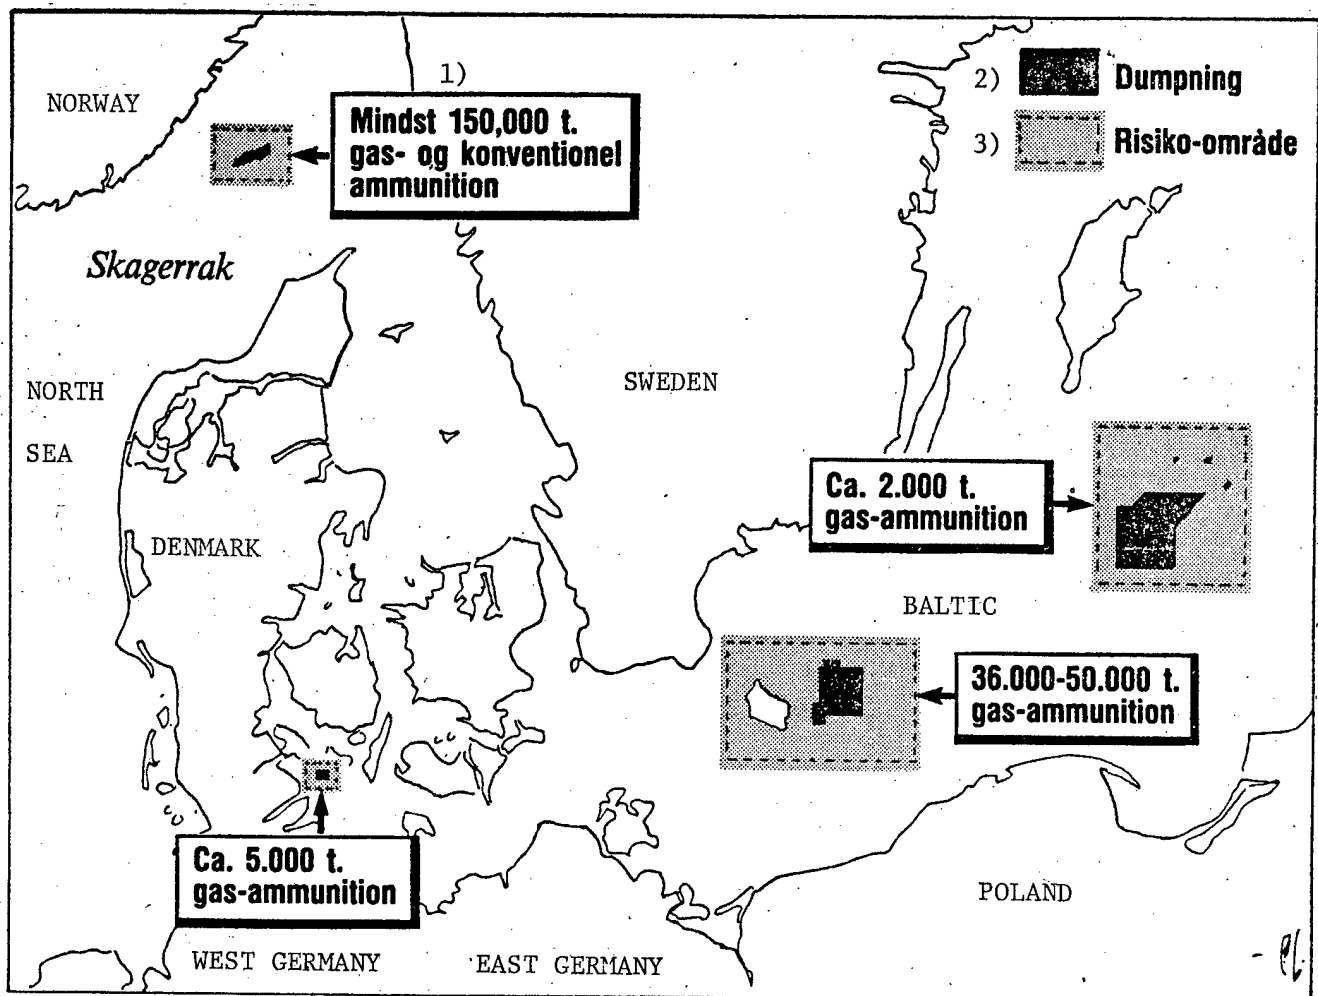 1)
NORWAY
Mindst 150,000 t.
gas- og konventionel
ammunition
2) Dumpning
3) Risiko-område
Skagerrak
NORTH
SEA
SWEDEN
Ca. 2.000 t.
gas-ammunition
DENMARK
BALTIC
36.000-50.000 t.
gas-ammunition
Ca. 5.000 t.
gas-ammunition
POLAND
WEST GERMANY
EAST GERMANY